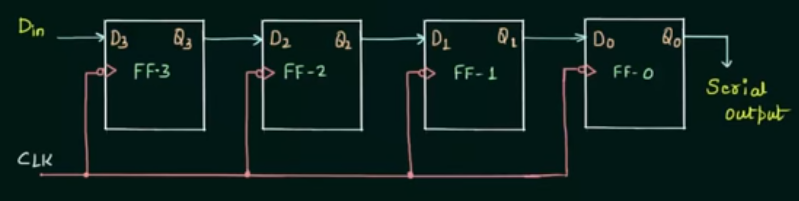 Din
D3 Q3
FF-3
D2 Q2
FF-2
D1 Q1
FF-1
D0 Q0
FF-0
Serial
output
CLK